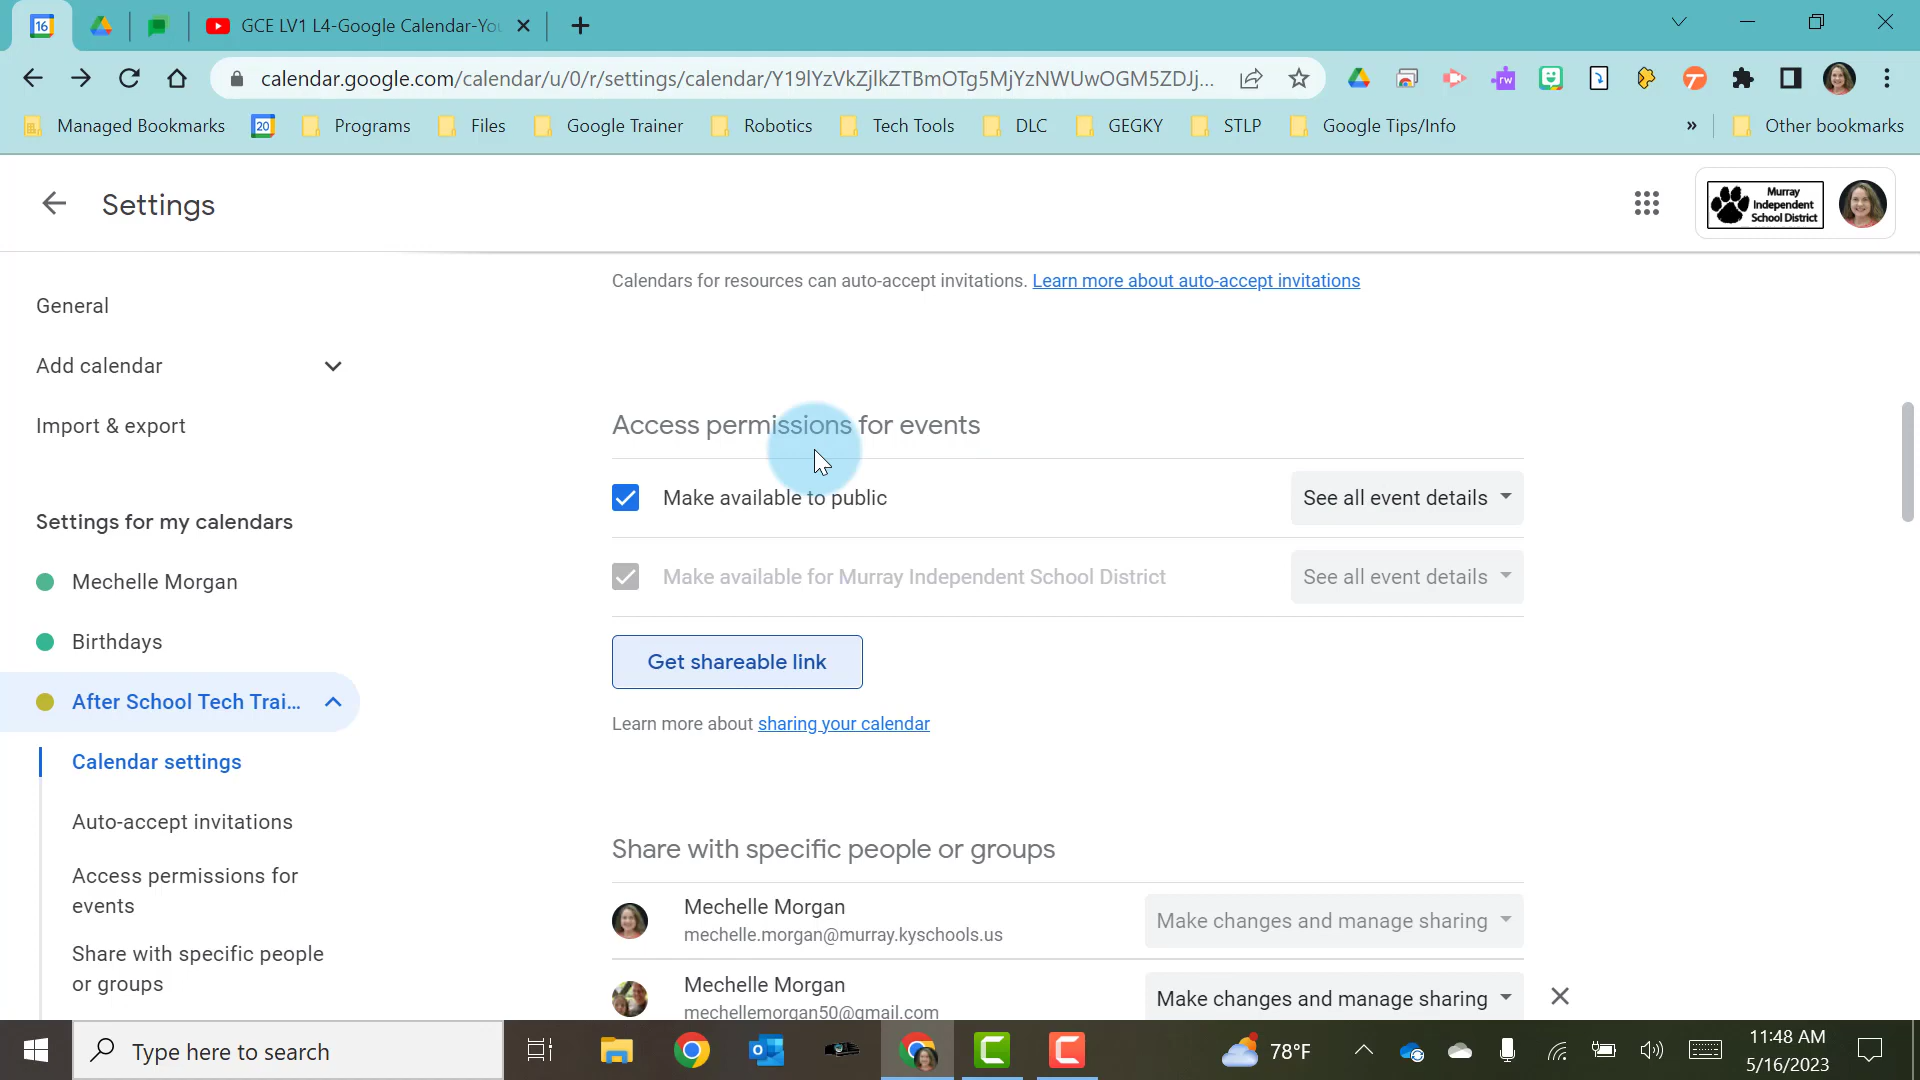 16
GCE LV1 L4-Google Calendar-You
calendar.google.com/calendar/u/0/r/settings/calendar/Y19lYzVkZjlkZTBmOTg5MjYzNWUwOGM5ZDJj...
rw
Managed Bookmarks
20
Programs
Files
Google Trainer
Robotics
Tech Tools
DLC
GEGKY
STLP
Google Tips/Info
»
Other bookmarks
Settings
Murray
Independent
School District
Calendars for resources can auto-accept invitations. Learn more about auto-accept invitations
General
Add calendar
Import & export
Access permissions for events
Make available to public
See all event details
Settings for my calendars
Make available for Murray Independent School District
See all event details
Mechelle Morgan
Birthdays
Get shareable link
After School Tech Trai...
Learn more about sharing your calendar
Calendar settings
Auto-accept invitations
Access permissions for
events
Share with specific people
or groups
Share with specific people or groups
Mechelle Morgan
mechelle.morgan@murray.kyschools.us
Make changes and manage sharing
Mechelle Morgan
mechellemorgan50@gmail.com
Make changes and manage sharing
Type here to search
78°F
11:48 AM
5/16/2023